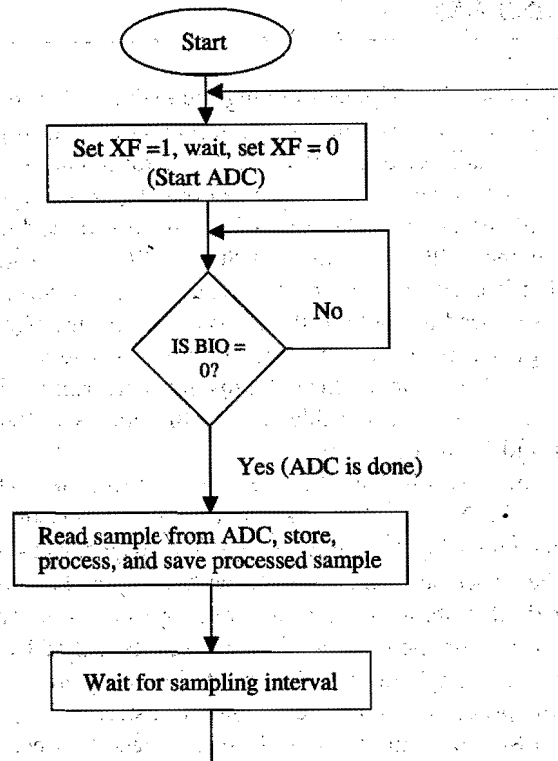 Start
Set XF =1, wait, set XF = 0
(Start ADC)
No
IS BIO =
0?
Yes (ADC is done)
Read sample from ADC, store,
process, and save processed sample
Wait for sampling interval